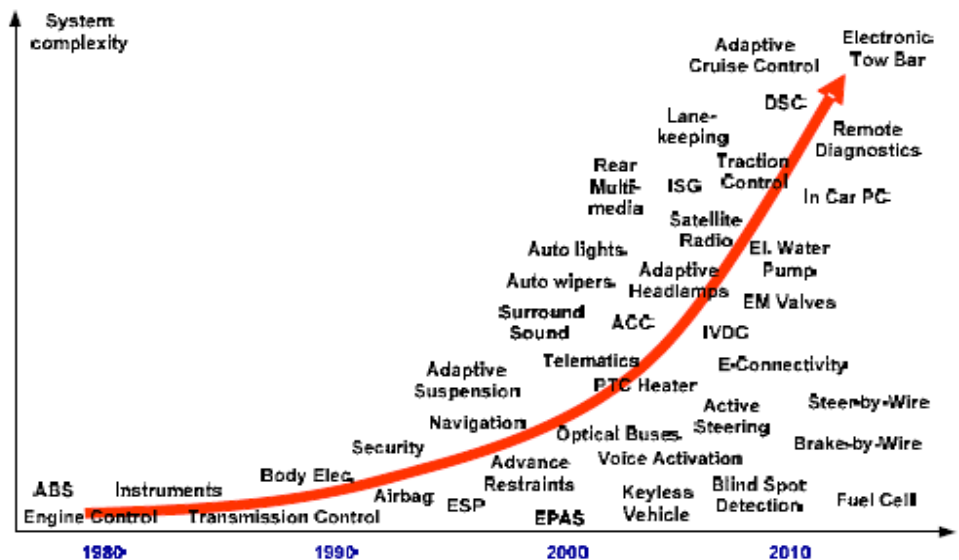 System
complexity
Adaptive
Cruise Control
Electronic
Tow Bar
DSC
Lane-
keeping
Remote
Diagnostics
Rear
Multi-
media
ISG
Traction
Control
In Car PC
Satellite
Radio
Auto lights
El. Water
Pump
Auto wipers
Adaptive
Headlamps
EM Valves
Surround
Sound
ACC
IVDC
Telematics
E-Connectivity
Adaptive
Suspension
PTC Heater
Steer-by-Wire
Navigation
Active
Steering
Optical Buses
Brake-by-Wire
Security
Voice Activation
Advance
Restraints
Body Elec
Blind Spot
Detection
ABS
Instruments
Airbag
ESP
Keyless
Vehicle
Fuel Cell
Engine Control
Transmission Control
EPAS
1980
1990
2000
2010